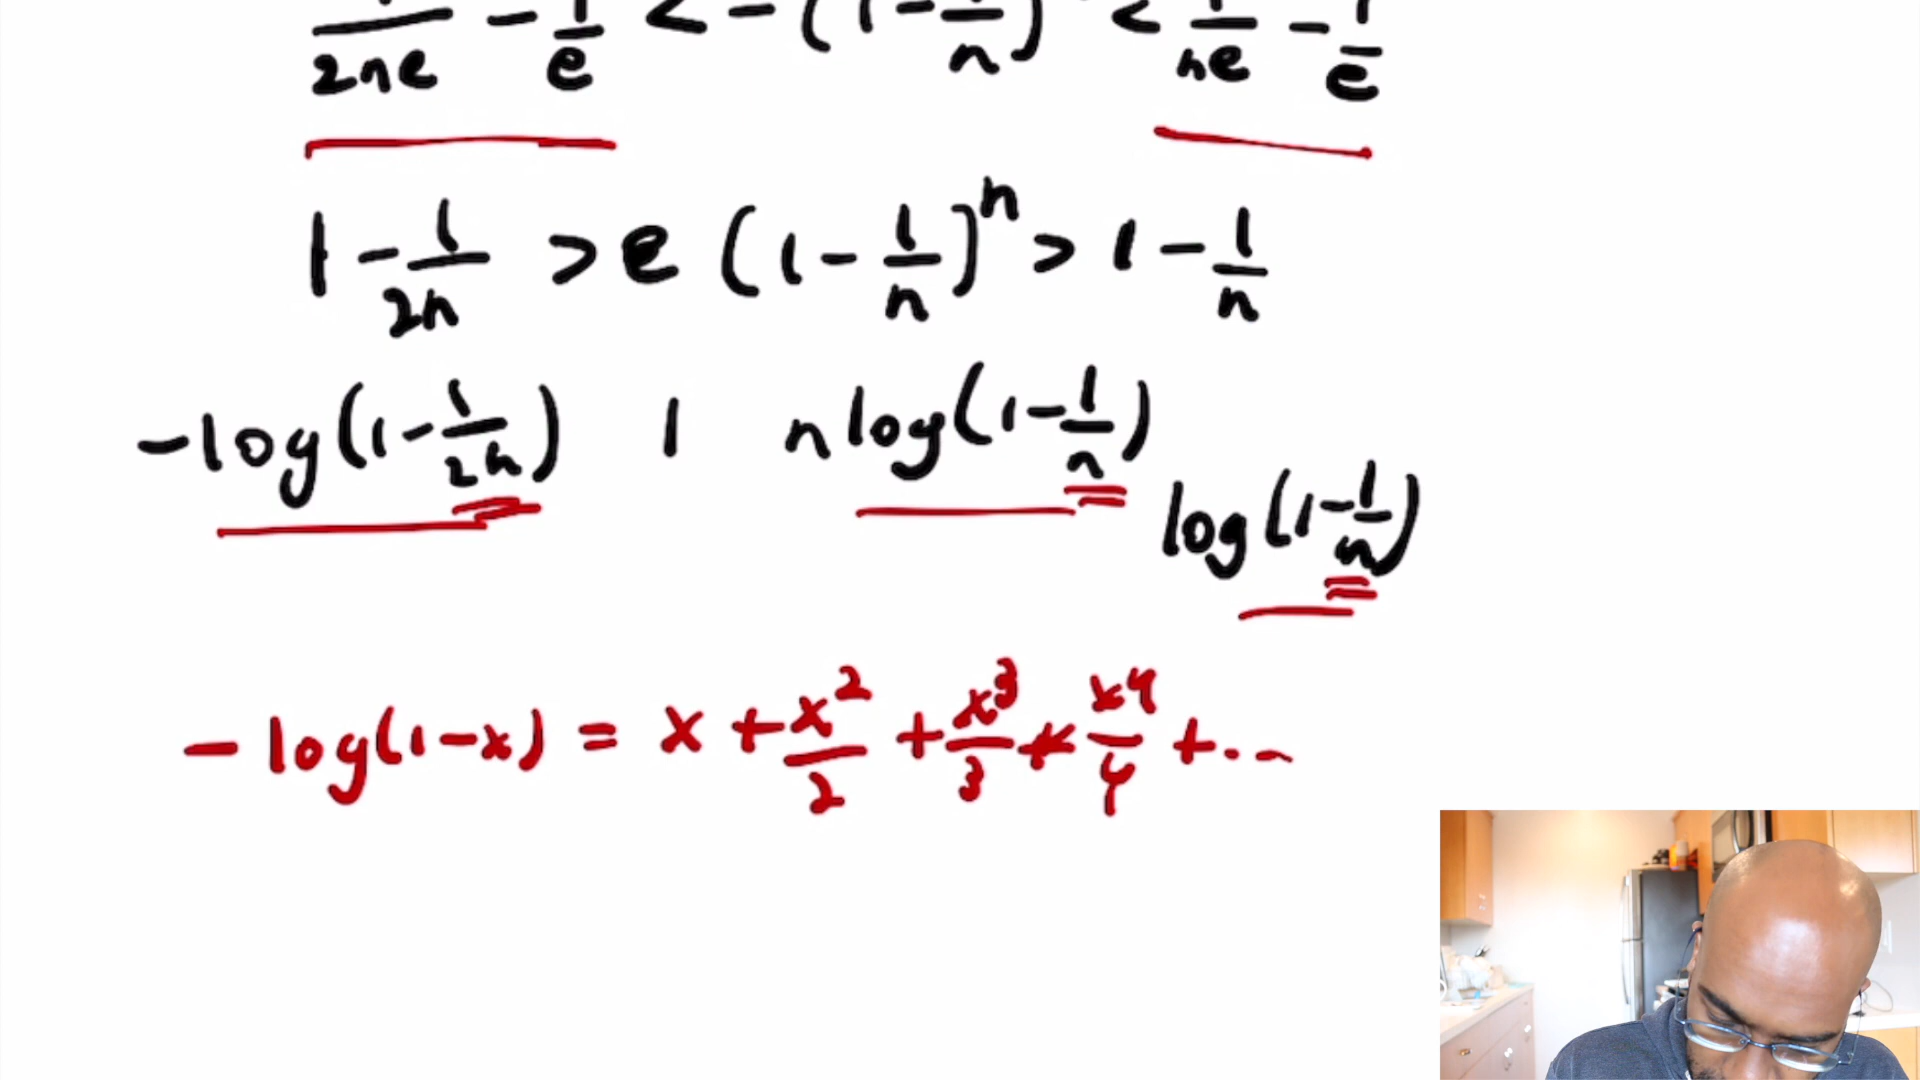 1/2ne - 1/e < -(1 - 1/n) < 1/ne - 1/e
1 - 1/2n > e (1 - 1/n)^n > 1 - 1/n
-log(1 - 1/2n) 1 n log(1 - 1/n)
log(1 - 1/n)
-log(1-x) = x + x^2/2 + x^3/3 + x^4/4 + ...